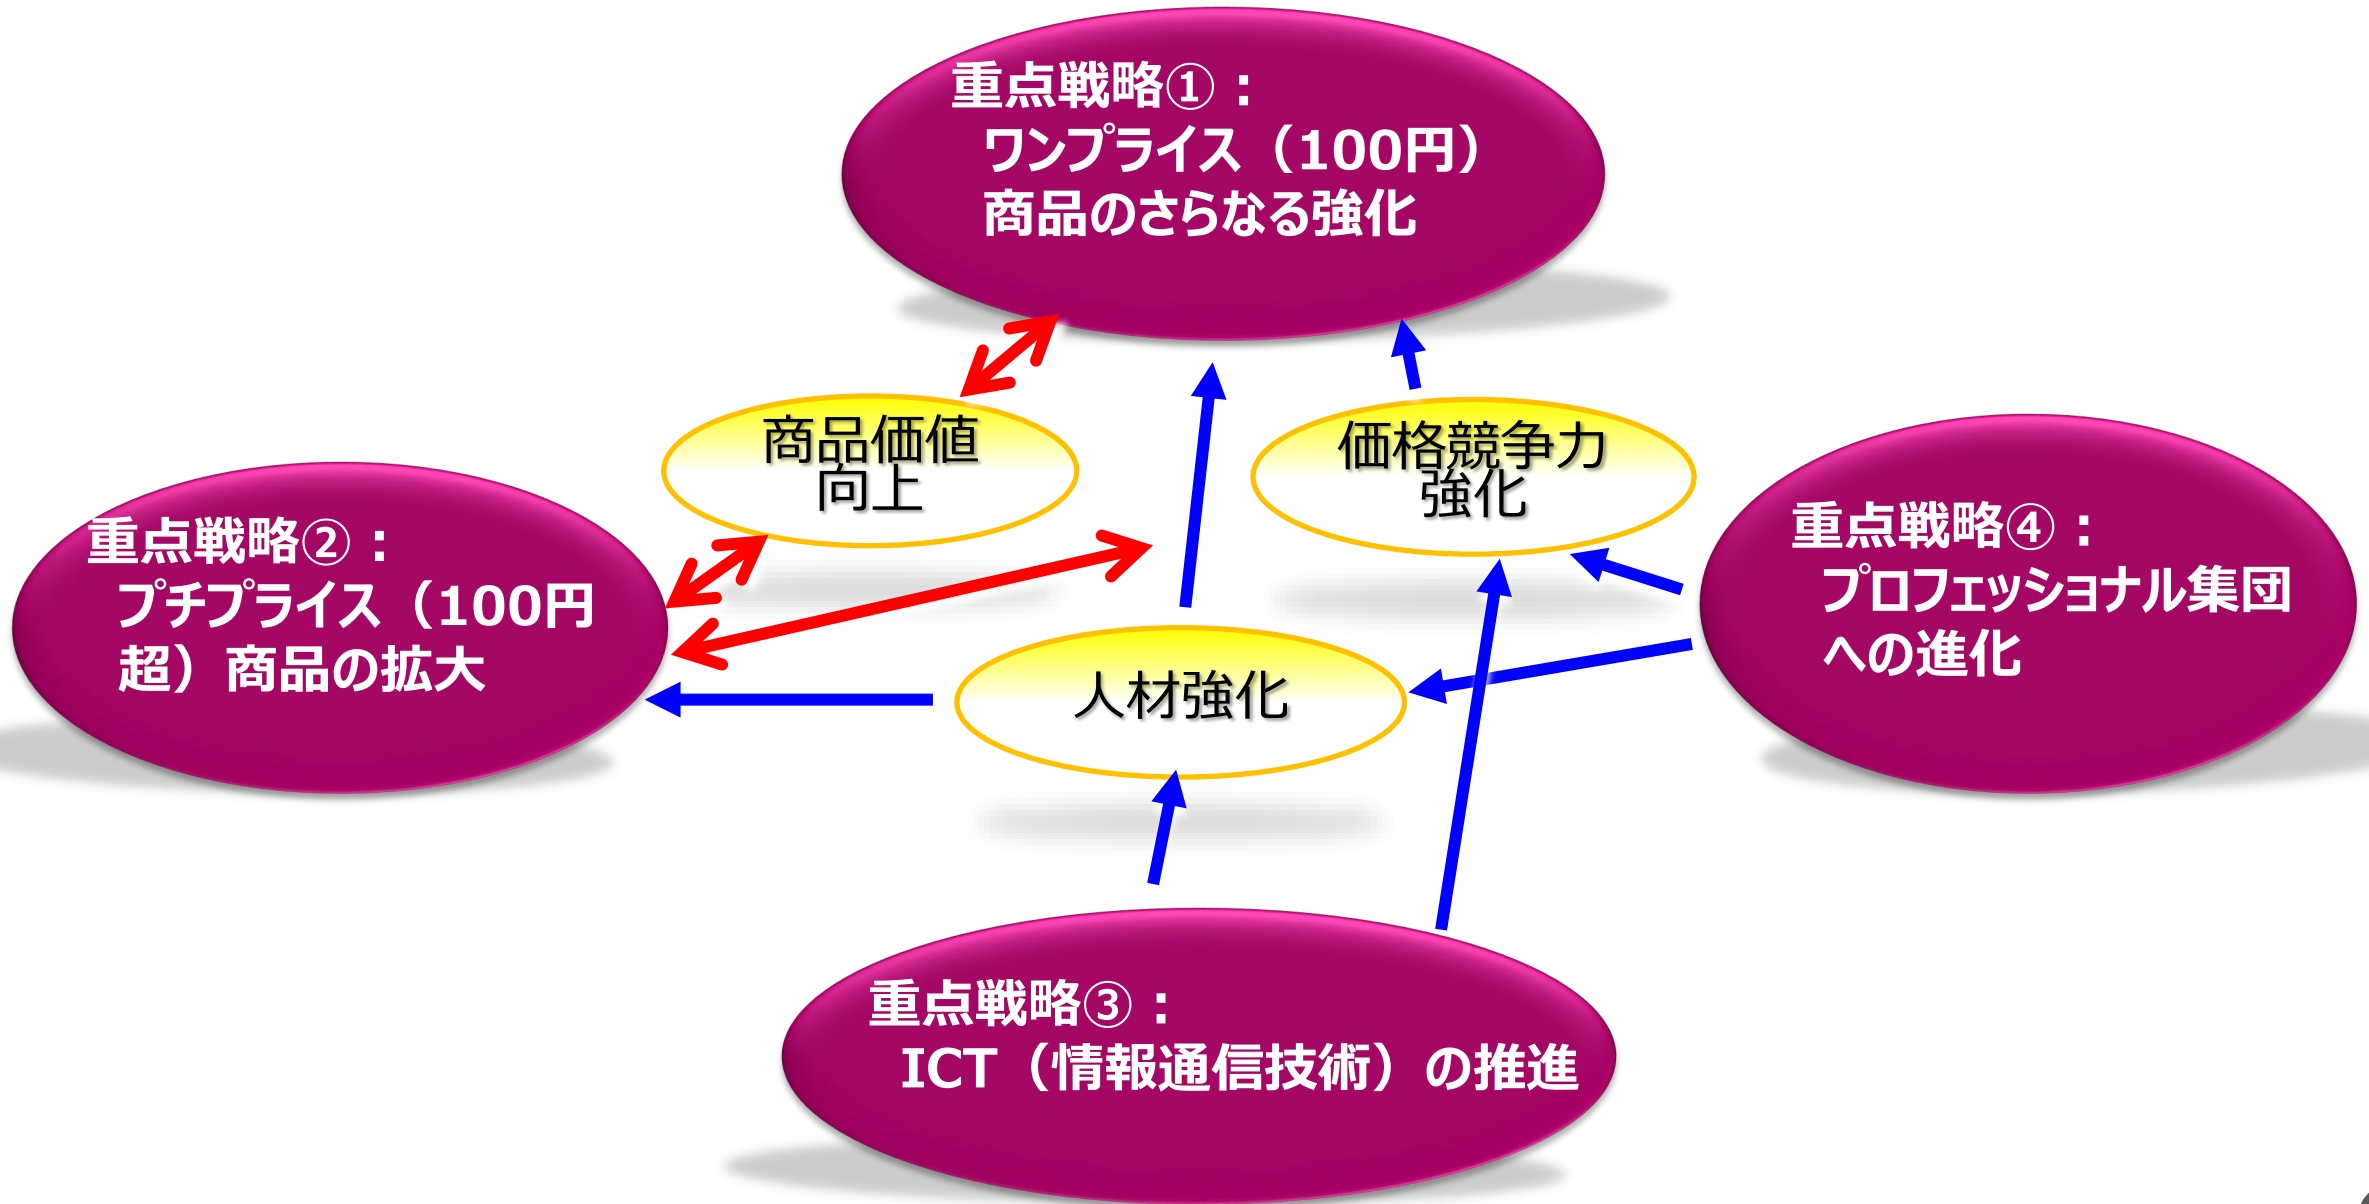 重点戦略①：
ワンプライス（100円）
商品のさらなる強化
商品価値
向上
価格競争力
強化
重点戦略②：
プチプライス（100円
超）商品の拡大
重点戦略④：
プロフェッショナル集団
への進化
人材強化
重点戦略③：
ICT（情報通信技術）の推進